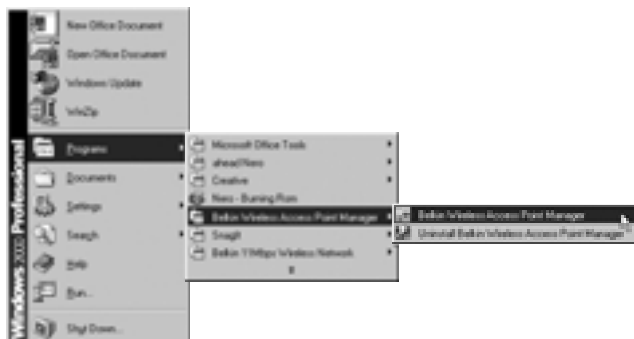 New Office Document
Open Office Document
Windows Update
WinZip
Programs
Documents
Settings
Search
Help
Run...
Shut Down...
Windows 2000 Professional
Microsoft Office Tools
ahead Nero
Creative
Nero - Burning Rom
Belkin Wireless Access Point Manager
SnagIt
Belkin 11Mbps Wireless Network
Belkin Wireless Access Point Manager
Uninstall Belkin Wireless Access Point Manager